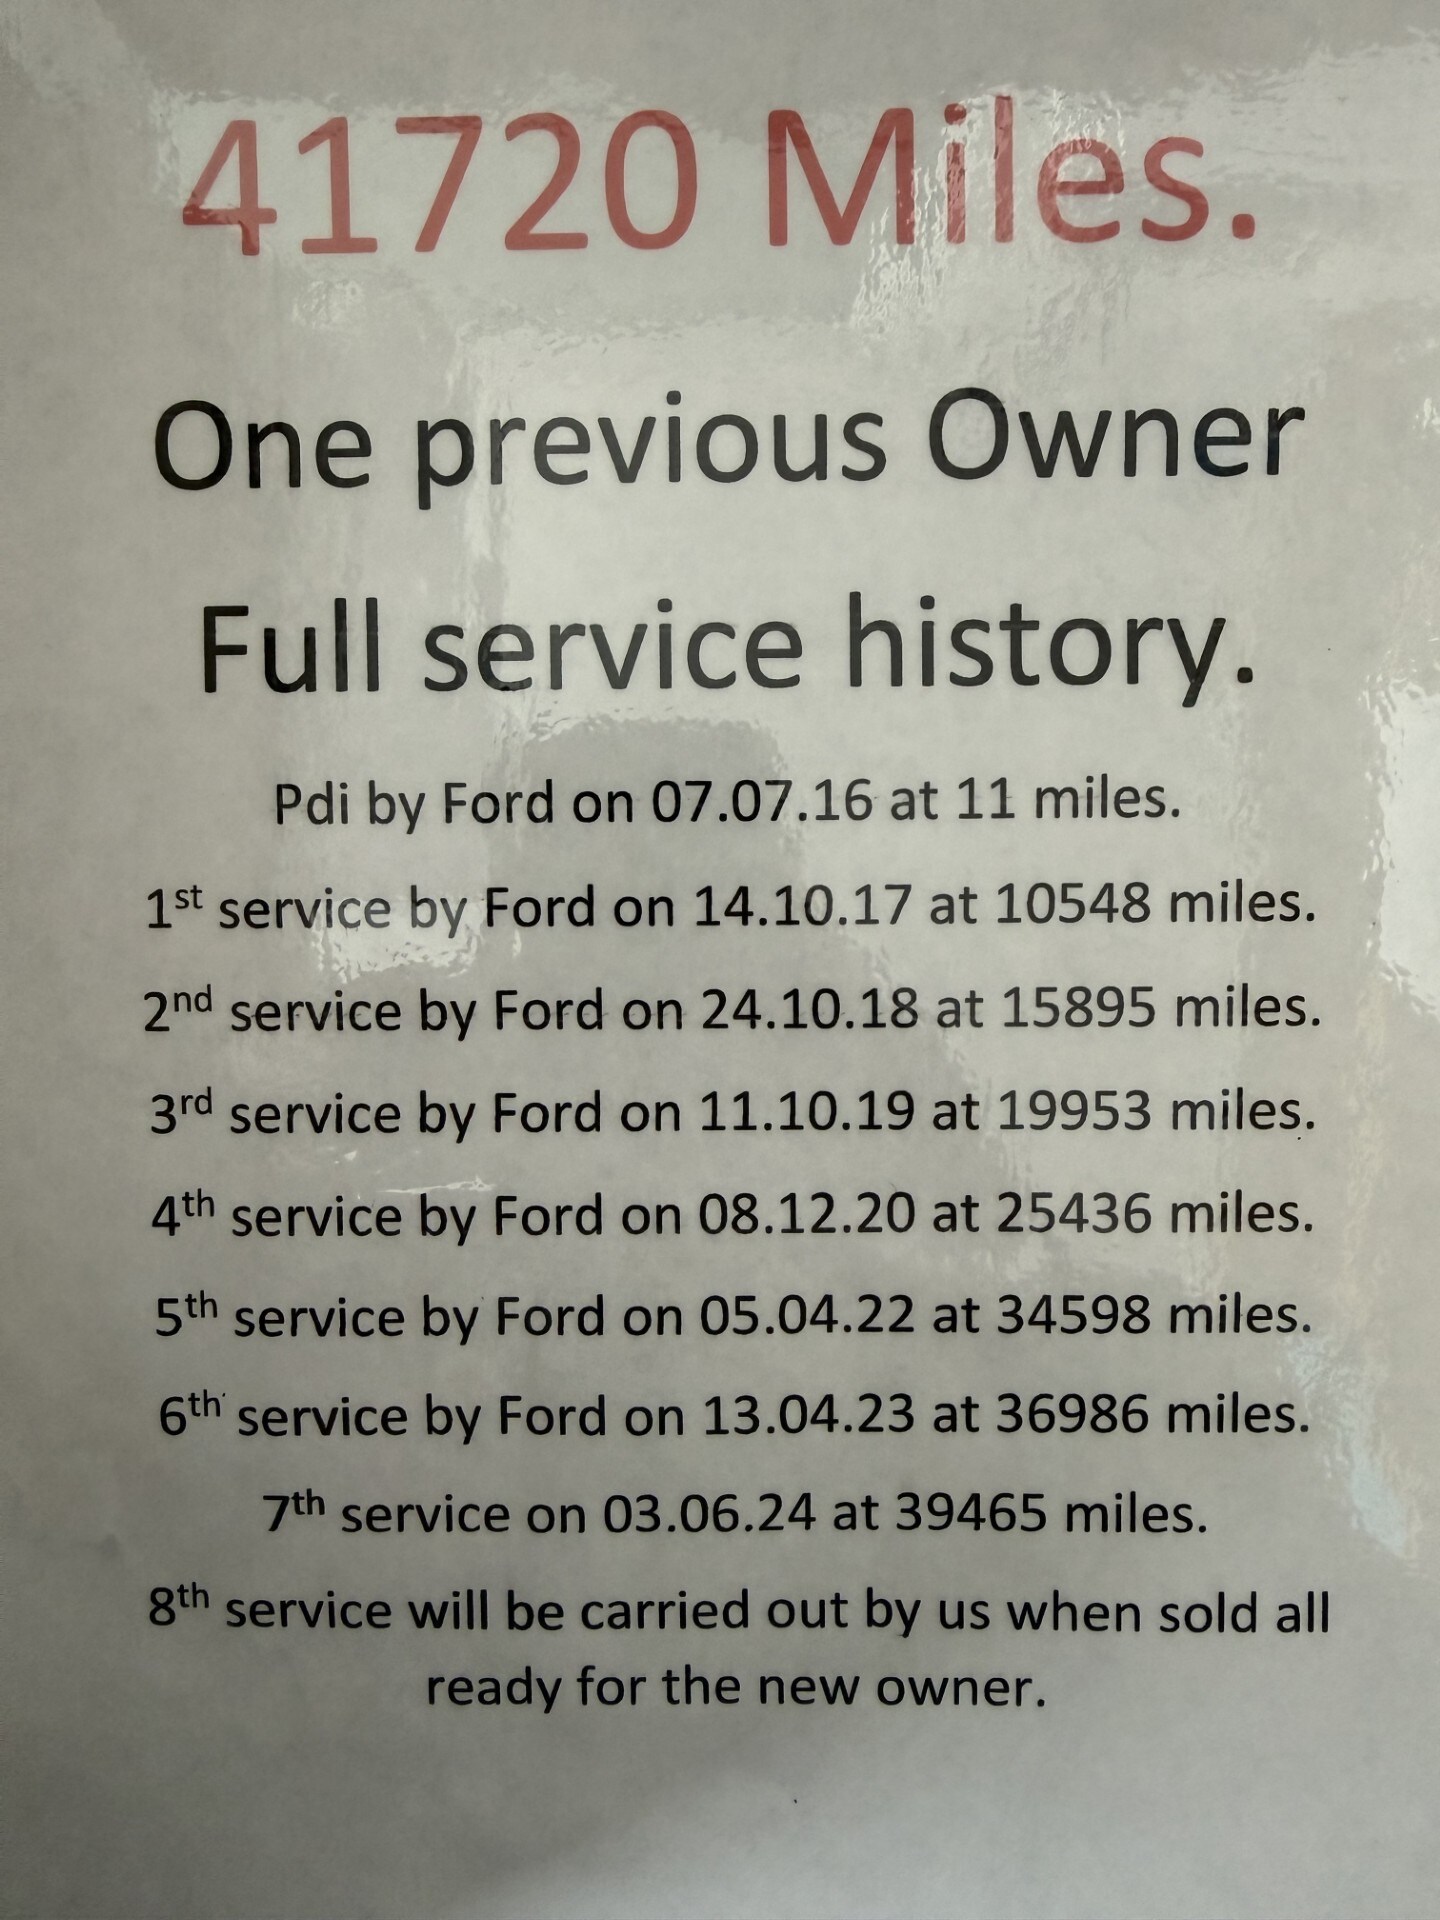 41720 Miles.
One previous Owner
Full service history.
Pdi by Ford on 07.07.16 at 11 miles.
1st service by Ford on 14.10.17 at 10548 miles.
2nd service by Ford on 24.10.18 at 15895 miles.
3rd service by Ford on 11.10.19 at 19953 miles.
4th service by Ford on 08.12.20 at 25436 miles.
5th service by Ford on 05.04.22 at 34598 miles.
6th service by Ford on 13.04.23 at 36986 miles.
7th service on 03.06.24 at 39465 miles.
8th service will be carried out by us when sold all
ready for the new owner.